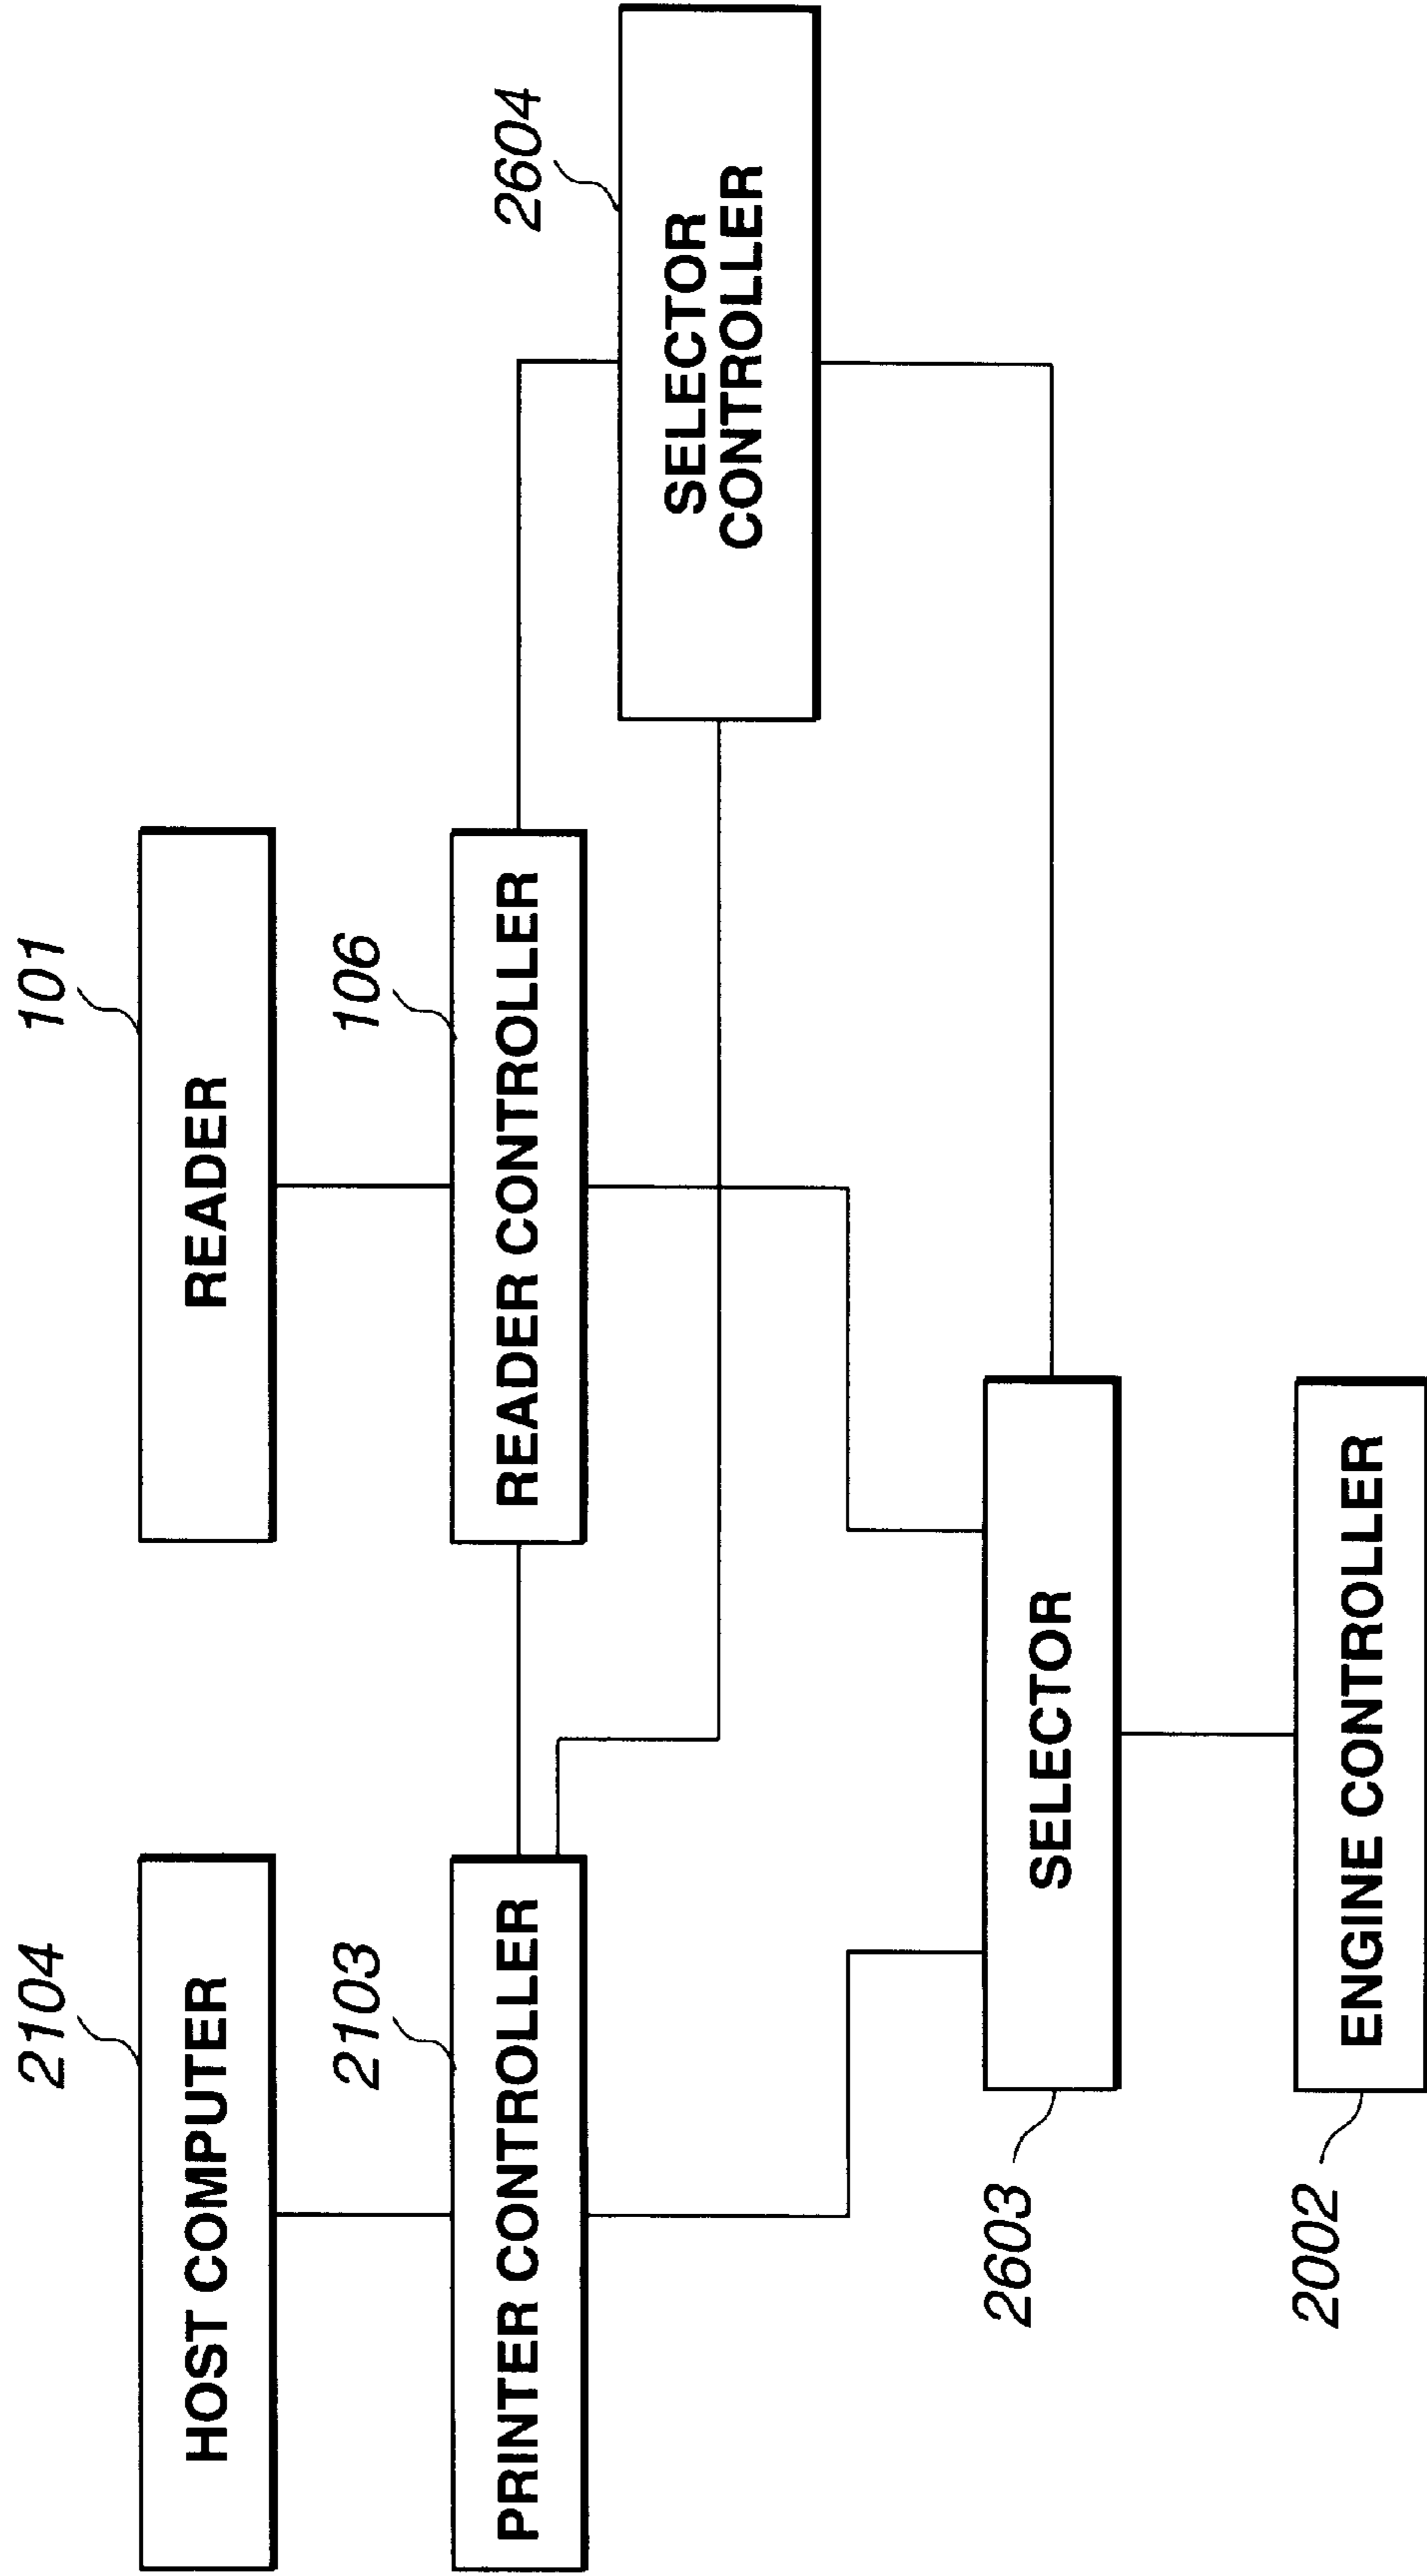 2104
HOST COMPUTER
101
READER
2103
PRINTER CONTROLLER
106
READER CONTROLLER
2604
SELECTOR
CONTROLLER
2603
SELECTOR
2002
ENGINE CONTROLLER